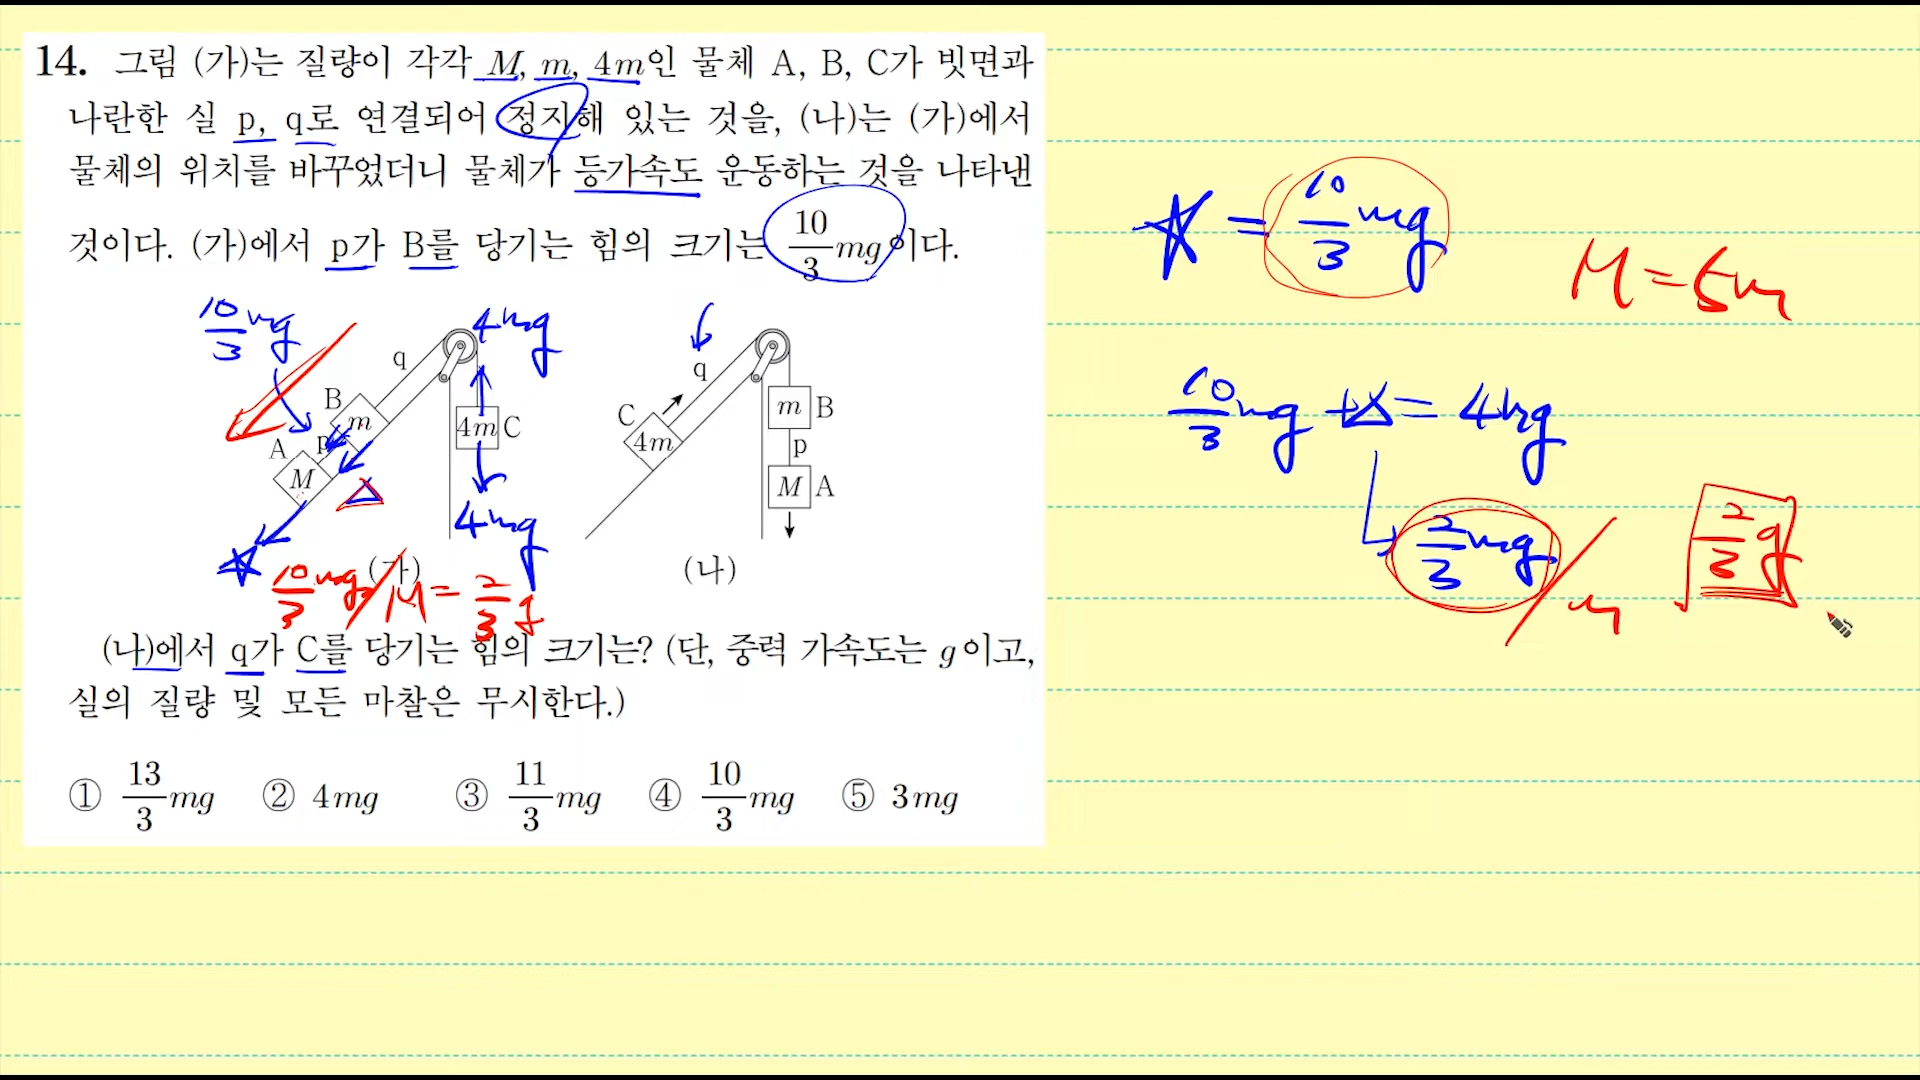 14. 그림 (가)는 질량이 각각 M, m, 4m인 물체 A, B, C가 빗면과
나란한 실 p, q로 연결되어 정지해 있는 것을, (나)는 (가)에서
물체의 위치를 바꾸었더니 물체가 등가속도 운동하는 것을 나타낸
것이다. (가)에서 p가 B를 당기는 힘의 크기는 10/3 mg이다.
10/3 mg
4mg
q
B
m
A
p
M
4m
C
△
☆
4mg
(가)
10/3 mg / M = 2/3 g
q
C
4m
m
B
p
M
A
(나)
(나)에서 q가 C를 당기는 힘의 크기는? (단, 중력 가속도는 g이고,
실의 질량 및 모든 마찰은 무시한다.)
① 13/3 mg ② 4mg ③ 11/3 mg ④ 10/3 mg ⑤ 3mg
☆ = 10/3 mg
M = 5m
10/3 mg + △ = 4mg
2/3 mg / m
2/3 g